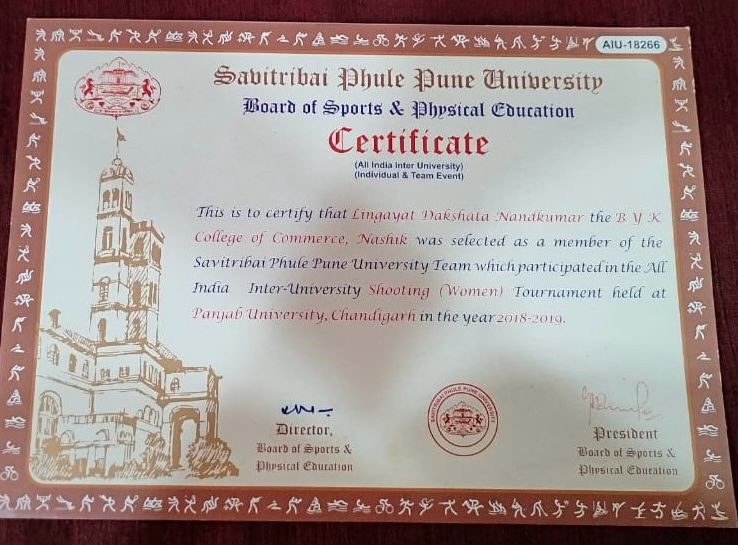 AIU-18266
Savitribai Phule Pune University
Board of Sports & Physical Education
Certificate
(All India Inter University)
(Individual & Team Event)
This is to certify that Lingayat Dakshata Nandkumar the B Y K
College of Commerce, Nashik was selected as a member of the
Savitribai Phule Pune University Team which participated in the All
India Inter-University Shooting (Women) Tournament held at
Panjab University, Chandigarh in the year 2018-2019.
Director,
Board of Sports &
Physical Education
SAVITRIBAI PHULE PUNE UNIVERSITY
President
Board of Sports &
Physical Education